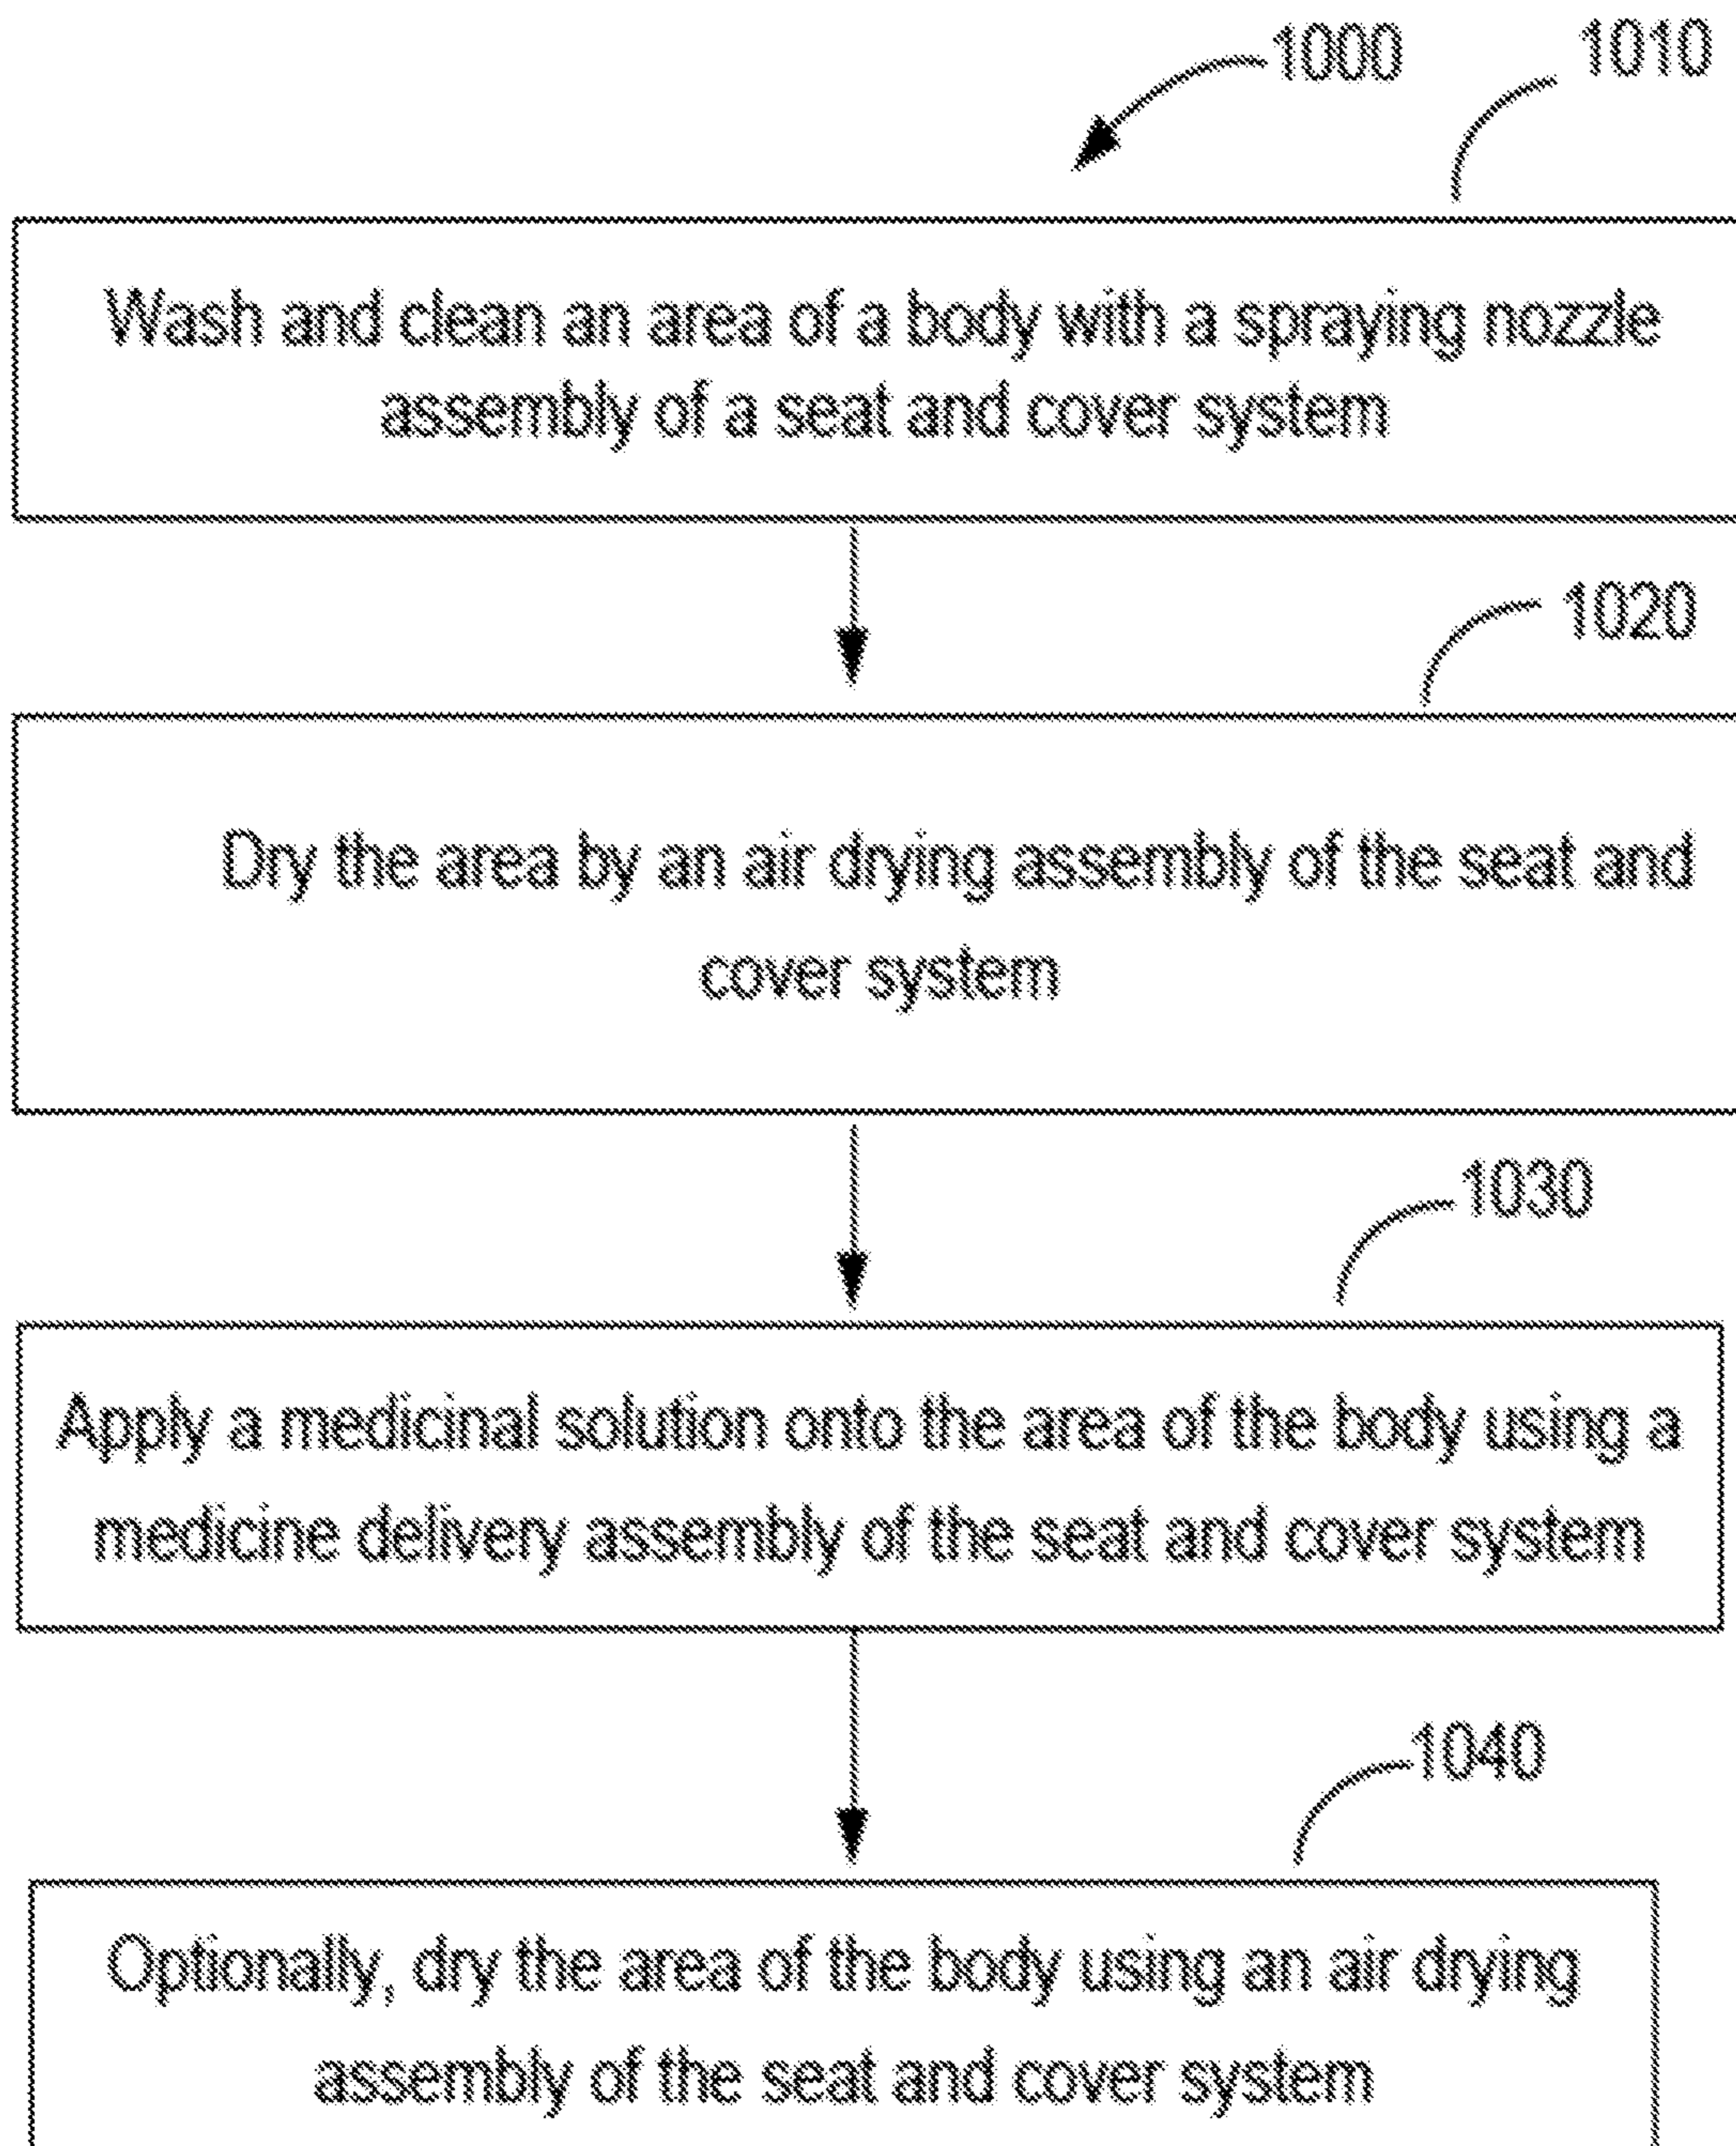 1000
1010
Wash and clean an area of a body with a spraying nozzle
assembly of a seat and cover system
1020
Dry the area by an air drying assembly of the seat and
cover system
1030
Apply a medicinal solution onto the area of the body using a
medicine delivery assembly of the seat and cover system
1040
Optionally, dry the area of the body using an air drying
assembly of the seat and cover system